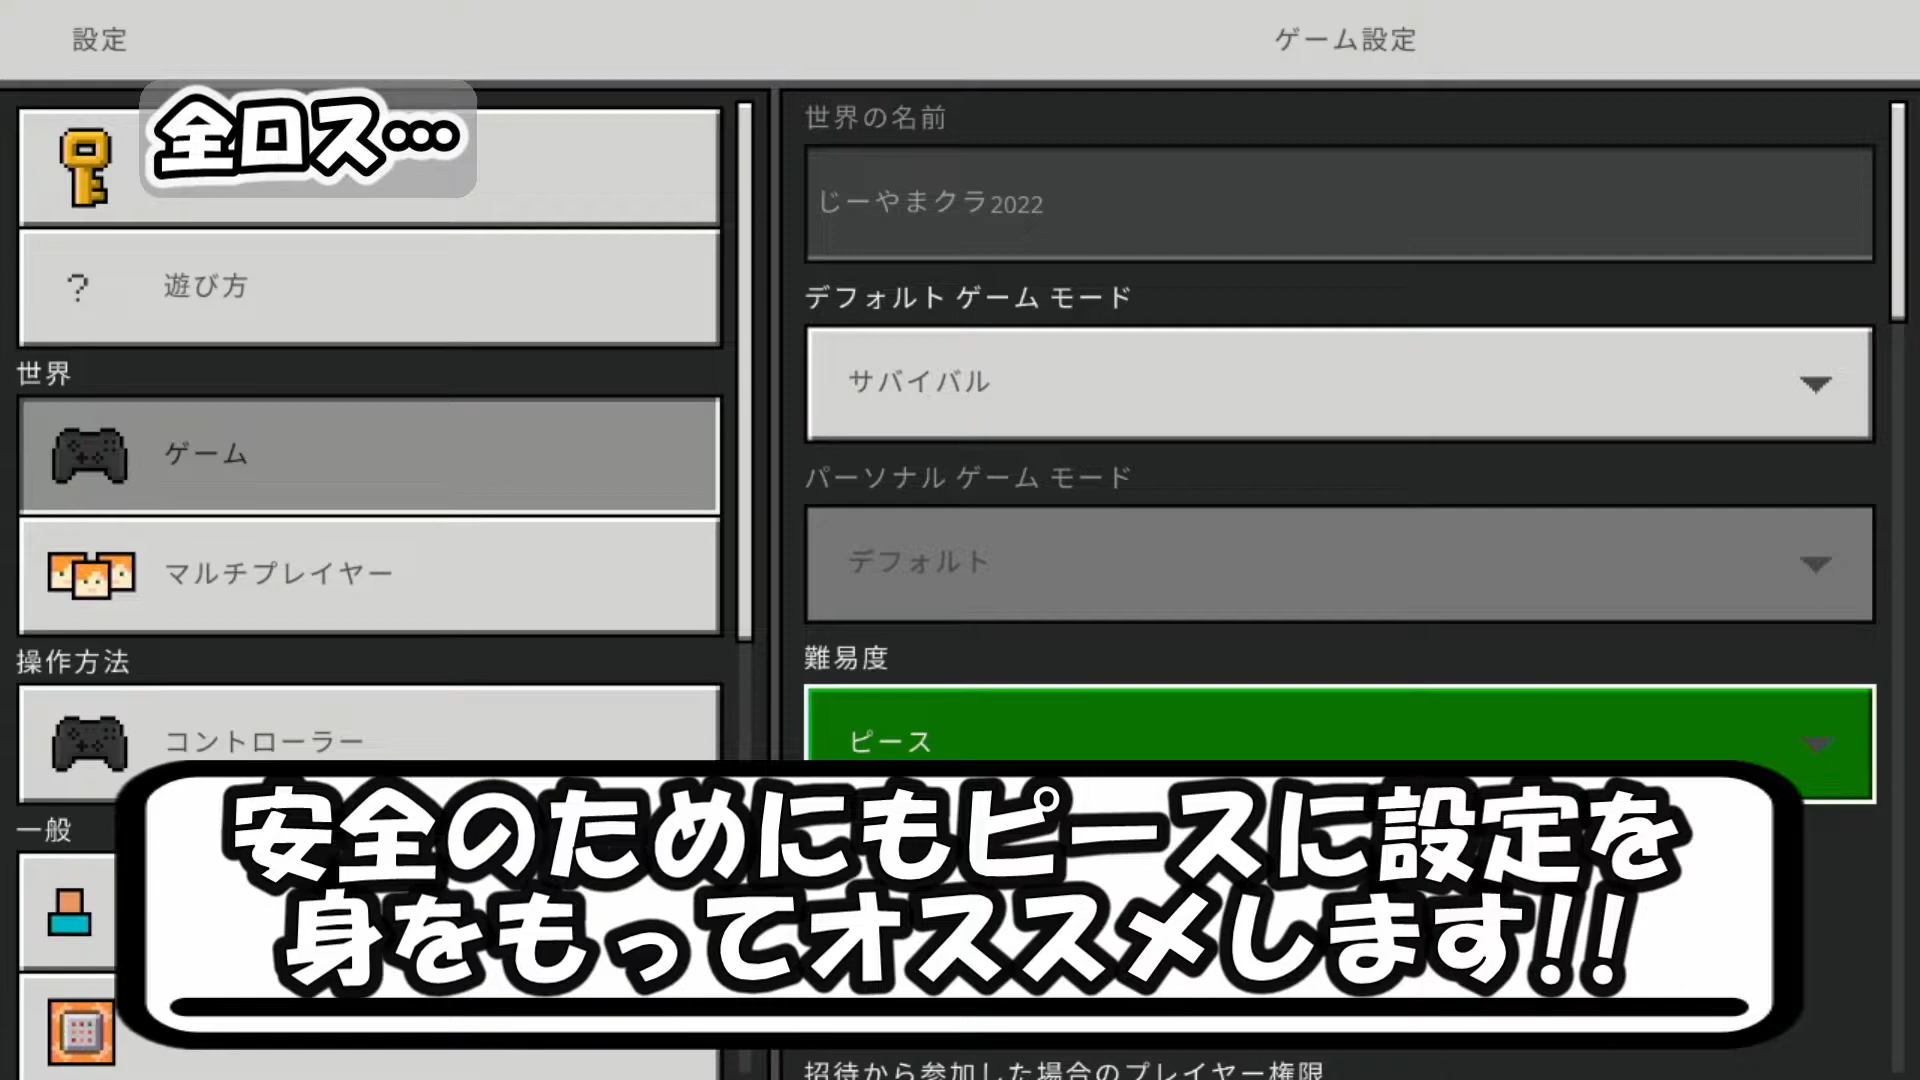 設定
ゲーム設定
全ロス…
遊び方
世界
ゲーム
マルチプレイヤー
操作方法
コントローラー
一般
世界の名前
じーやまクラ2022
デフォルト ゲーム モード
サバイバル
パーソナル ゲーム モード
デフォルト
難易度
ピース
安全のためにもピースに設定を
身をもってオススメします!!
招待から参加した場合のプレイヤー権限